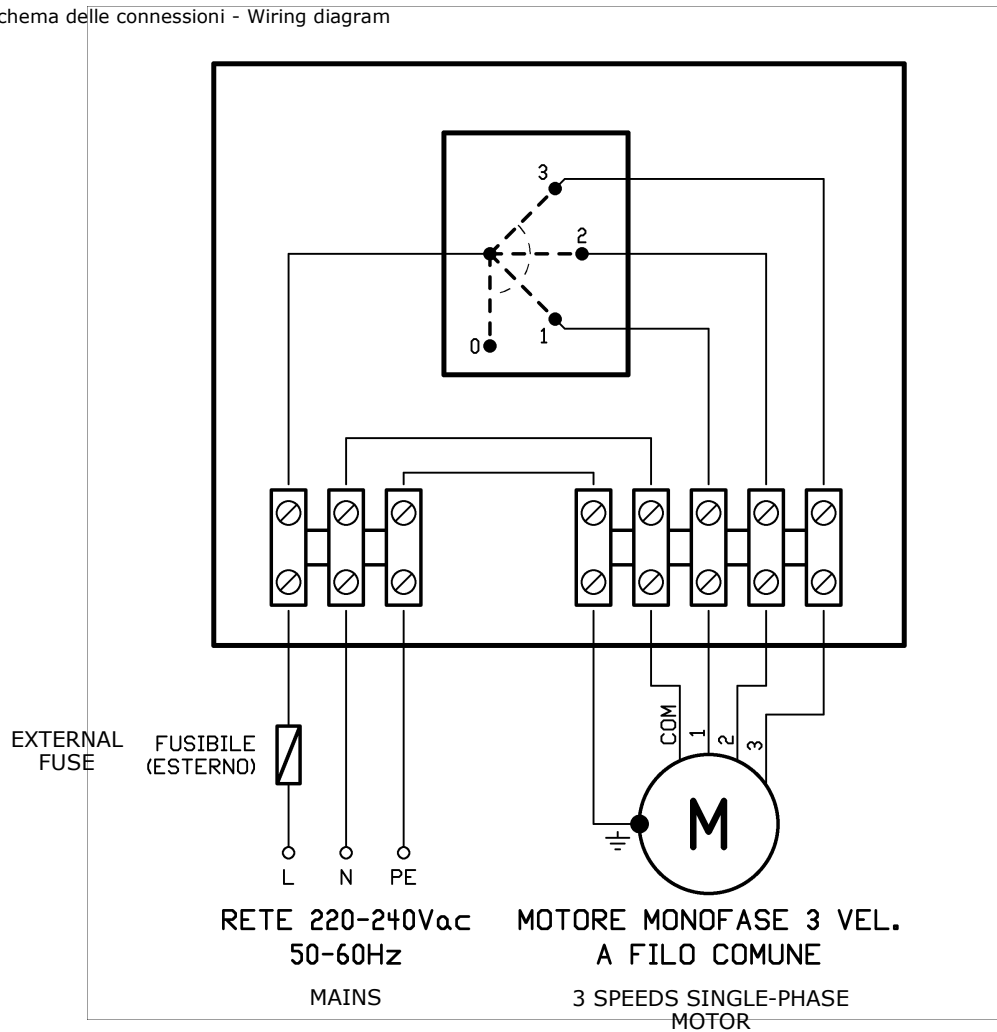 chema delle connessioni - Wiring diagram
3
2
1
0
EXTERNAL
FUSE
FUSIBILE
(ESTERNO)
COM
1
2
3
M
L N PE
RETE 220-240Vac
50-60Hz
MAINS
MOTORE MONOFASE 3 VEL.
A FILO COMUNE
3 SPEEDS SINGLE-PHASE
MOTOR